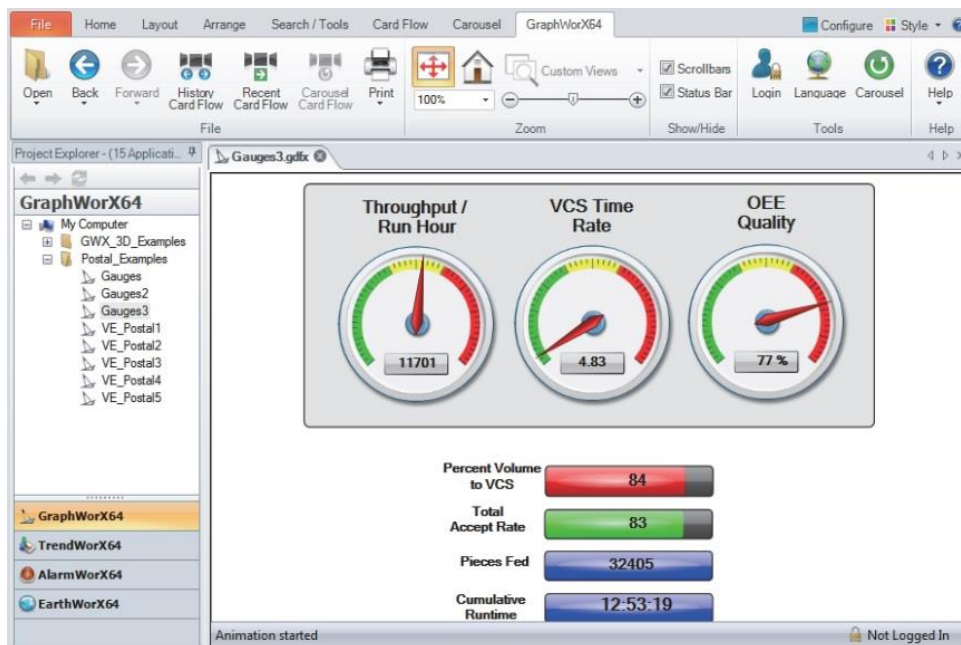 File Home Layout Arrange Search / Tools Card Flow Carousel GraphWorX64 Configure Style
Open Back Forward History Card Flow Recent Card Flow Carousel Card Flow Print
100%
Custom Views
Scrollbars
Status Bar
Login Language Carousel Help
File Zoom Show/Hide Tools Help
Project Explorer - (15 Applicati...
Gauges3.gdfx
GraphWorX64
My Computer
GWX_3D_Examples
Postal_Examples
Gauges
Gauges2
Gauges3
VE_Postal1
VE_Postal2
VE_Postal3
VE_Postal4
VE_Postal5
GraphWorX64
TrendWorX64
AlarmWorX64
EarthWorX64
Throughput /
Run Hour
11701
VCS Time
Rate
4.83
OEE
Quality
77 %
Percent Volume
to VCS
84
Total
Accept Rate
83
Pieces Fed
32405
Cumulative
Runtime
12:53:19
Animation started
Not Logged In